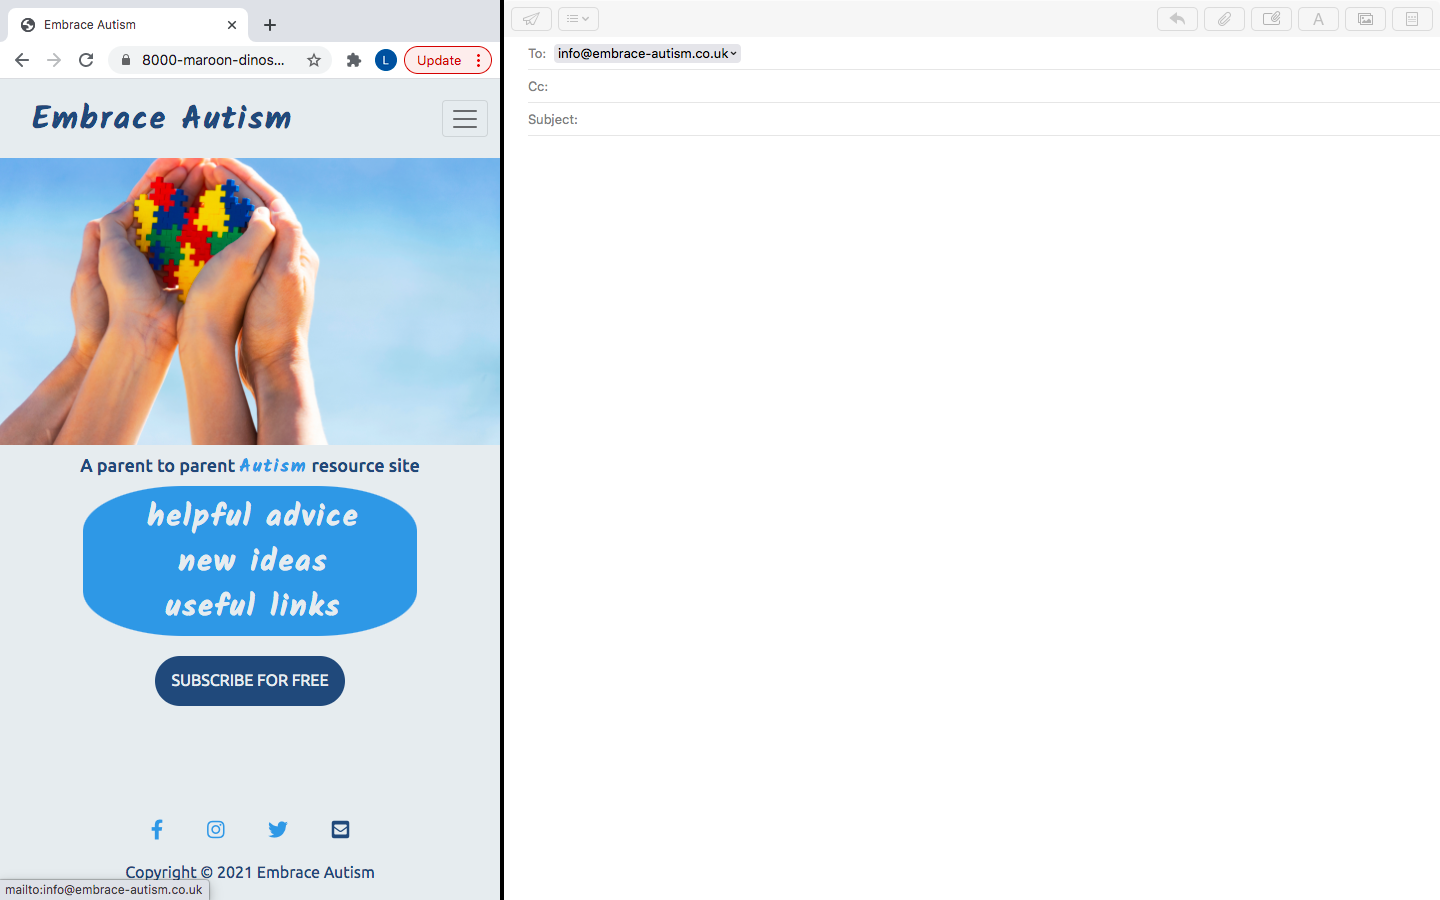 Embrace Autism
8000-maroon-dinos...
L
Update
Embrace Autism
A parent to parent Autism resource site
helpful advice
new ideas
useful links
SUBSCRIBE FOR FREE
Copyright © 2021 Embrace Autism
mailto:info@embrace-autism.co.uk
A
To: info@embrace-autism.co.uk
Cc:
Subject: